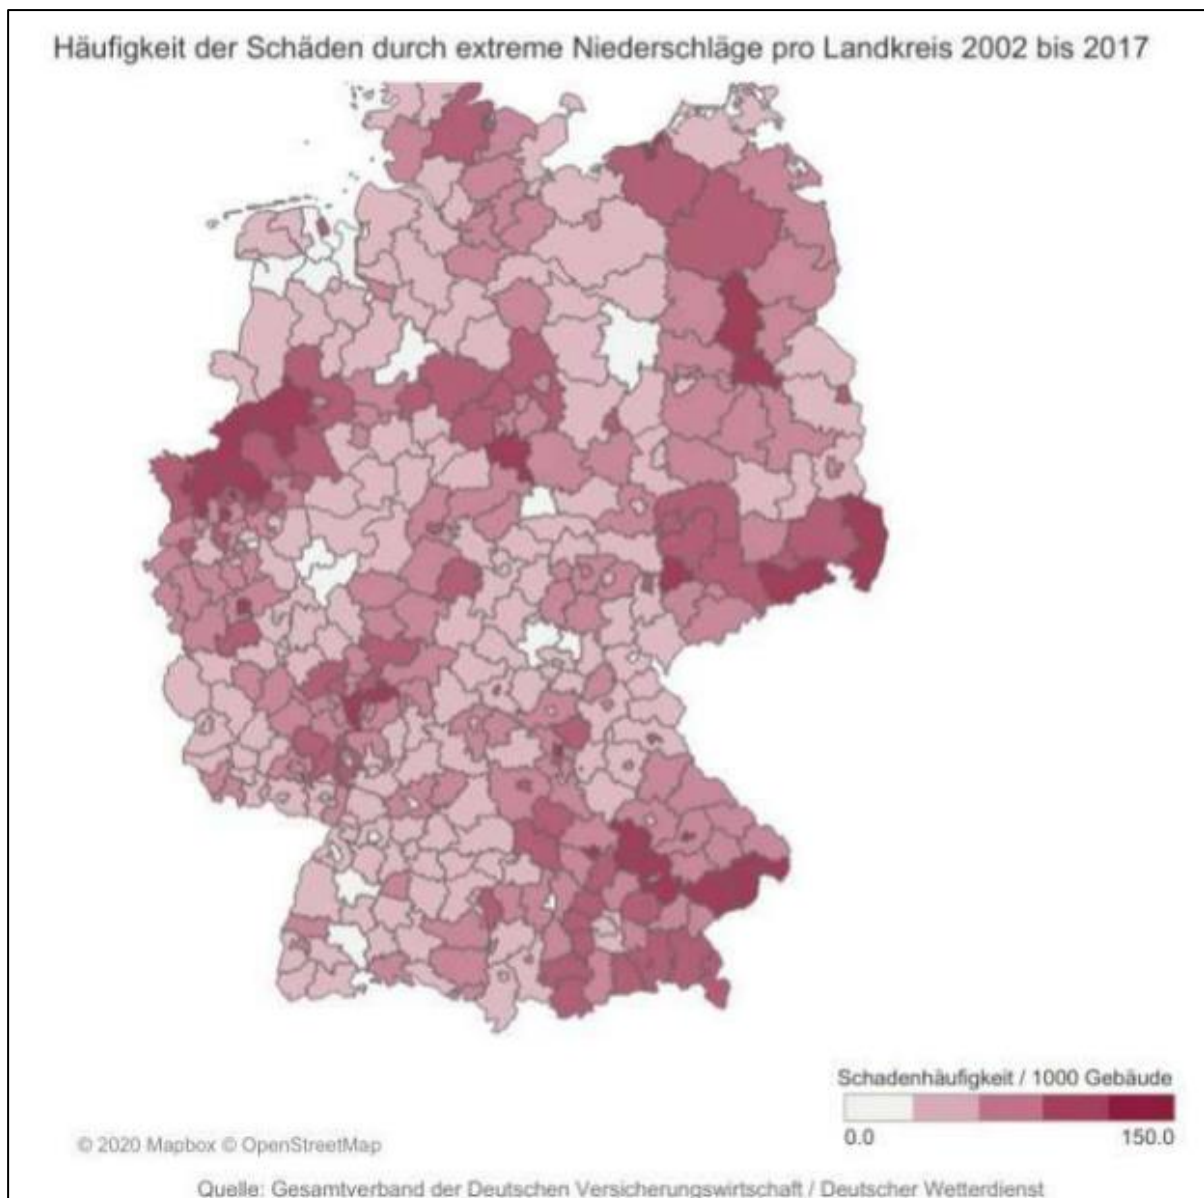 Häufigkeit der Schäden durch extreme Niederschläge pro Landkreis 2002 bis 2017
Schadenhäufigkeit / 1000 Gebäude
0.0 150.0
© 2020 Mapbox © OpenStreetMap
Quelle: Gesamtverband der Deutschen Versicherungswirtschaft / Deutscher Wetterdienst